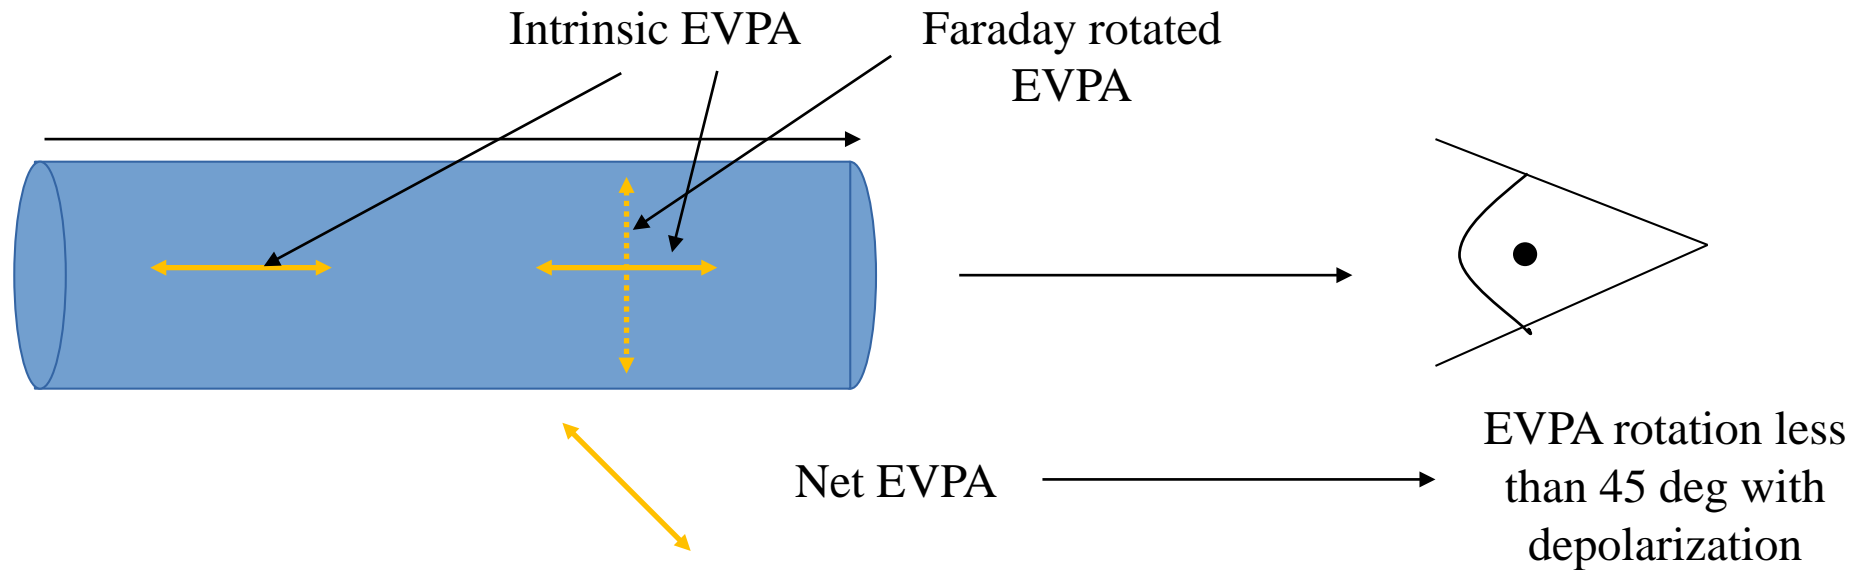 Intrinsic EVPA
Faraday rotated
EVPA
Net EVPA
EVPA rotation less
than 45 deg with
depolarization